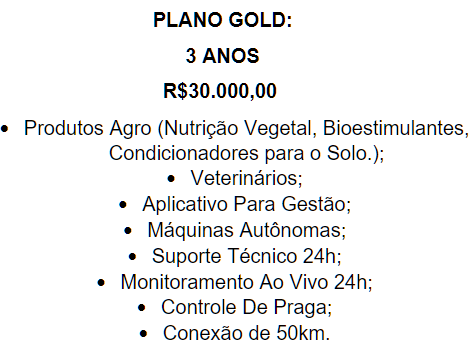 PLANO GOLD:
3 ANOS
R$30.000,00
• Produtos Agro (Nutrição Vegetal, Bioestimulantes,
Condicionadores para o Solo.);
• Veterinários;
• Aplicativo Para Gestão;
• Máquinas Autônomas;
• Suporte Técnico 24h;
• Monitoramento Ao Vivo 24h;
• Controle De Praga;
• Conexão de 50km.